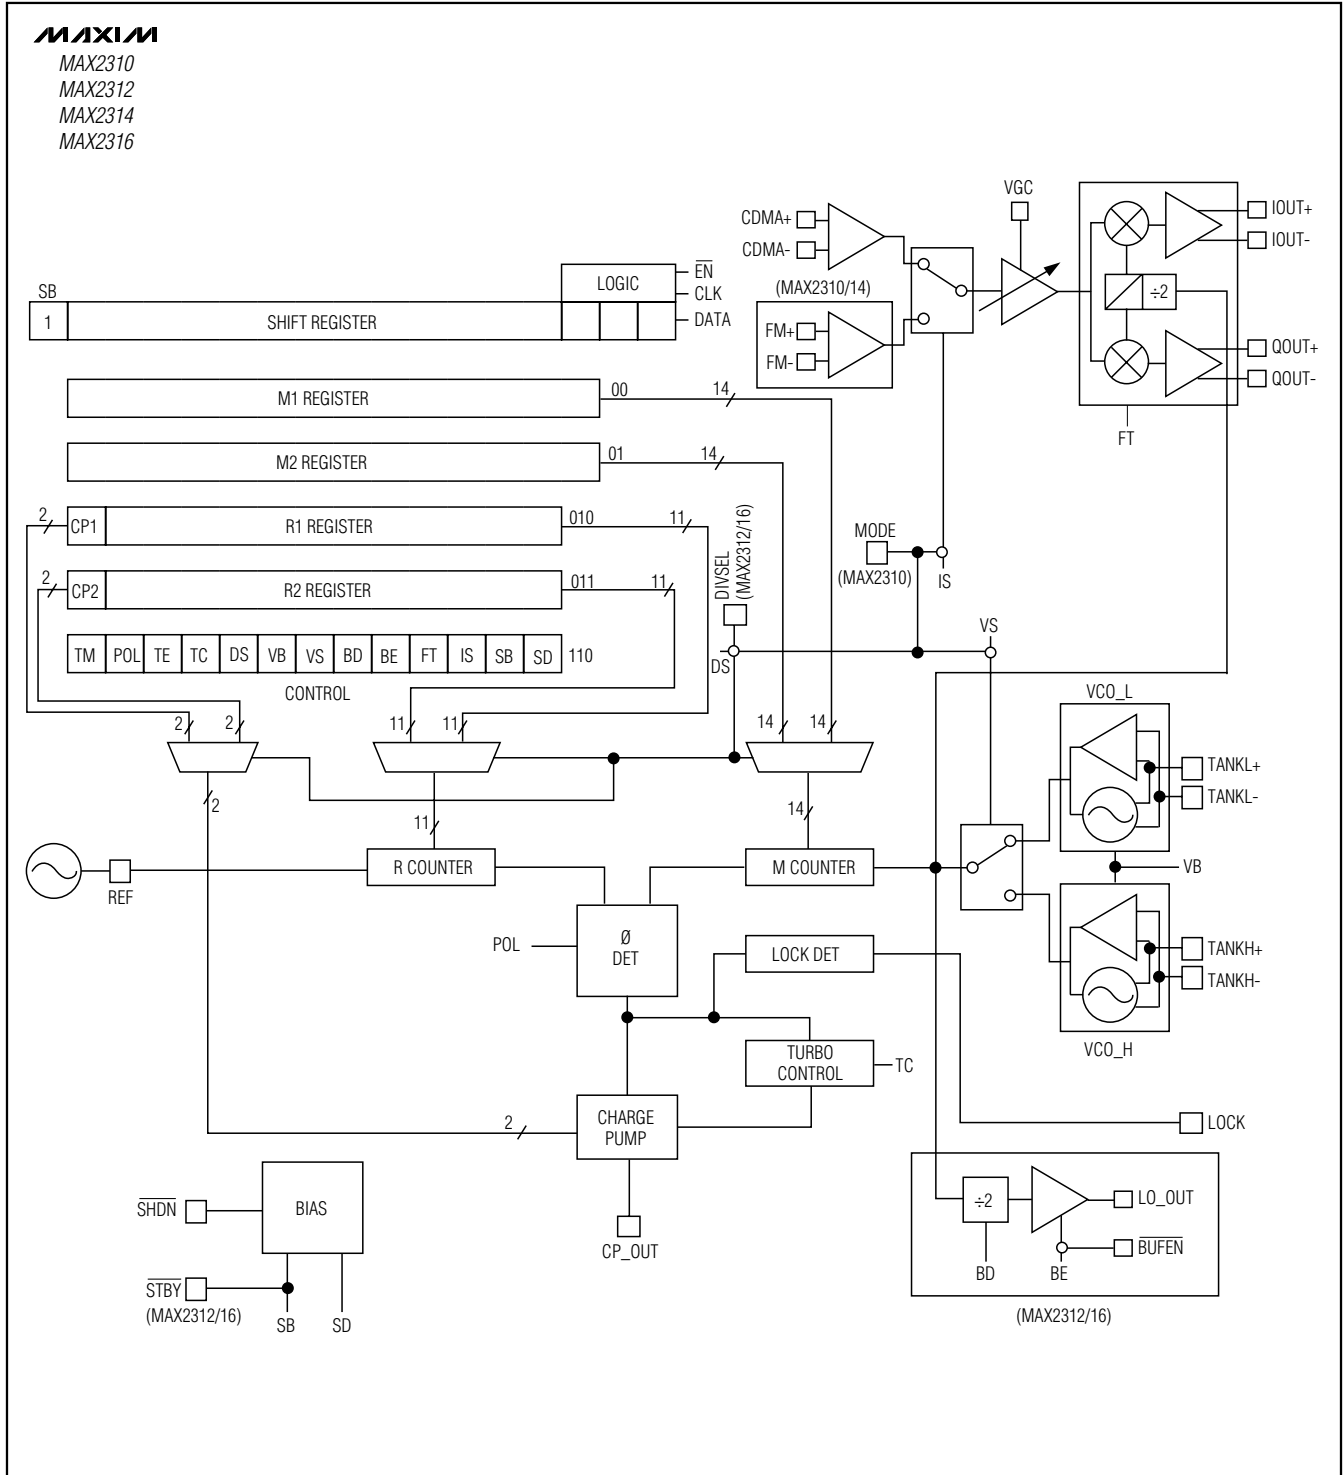 MAXIM
MAX2310
MAX2312
MAX2314
MAX2316
VGC
CDMA+
CDMA-
IOUT+
IOUT-
(MAX2310/14)
÷2
FM+
FM-
QOUT+
QOUT-
FT
SB
LOGIC
EN
CLK
1
SHIFT REGISTER
DATA
M1 REGISTER
00
14
M2 REGISTER
01
14
2
CP1
R1 REGISTER
010
11
2
CP2
R2 REGISTER
011
11
DIVSEL
(MAX2312/16)
MODE
(MAX2310)
IS
TM POL TE TC DS VB VS BD BE FT IS SB SD 110
CONTROL
DS
VS
2
2
11
11
14
14
VCO_L
TANKL+
TANKL-
2
11
14
REF
R COUNTER
M COUNTER
VB
POL
Ø
DET
LOCK DET
TANKH+
TANKH-
VCO_H
TURBO
CONTROL
TC
2
CHARGE
PUMP
LOCK
CP_OUT
SHDN
BIAS
STBY
(MAX2312/16)
SB
SD
÷2
LO_OUT
BUFEN
BD
BE
(MAX2312/16)